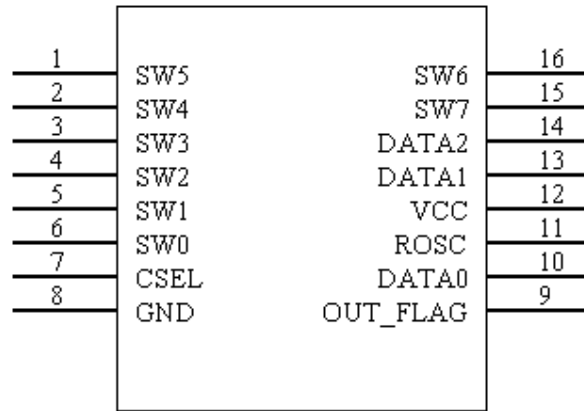 1 SW5 SW6 16
2 SW4 SW7 15
3 SW3 DATA2 14
4 SW2 DATA1 13
5 SW1 VCC 12
6 SW0 ROSC 11
7 CSEL DATA0 10
8 GND OUT_FLAG 9